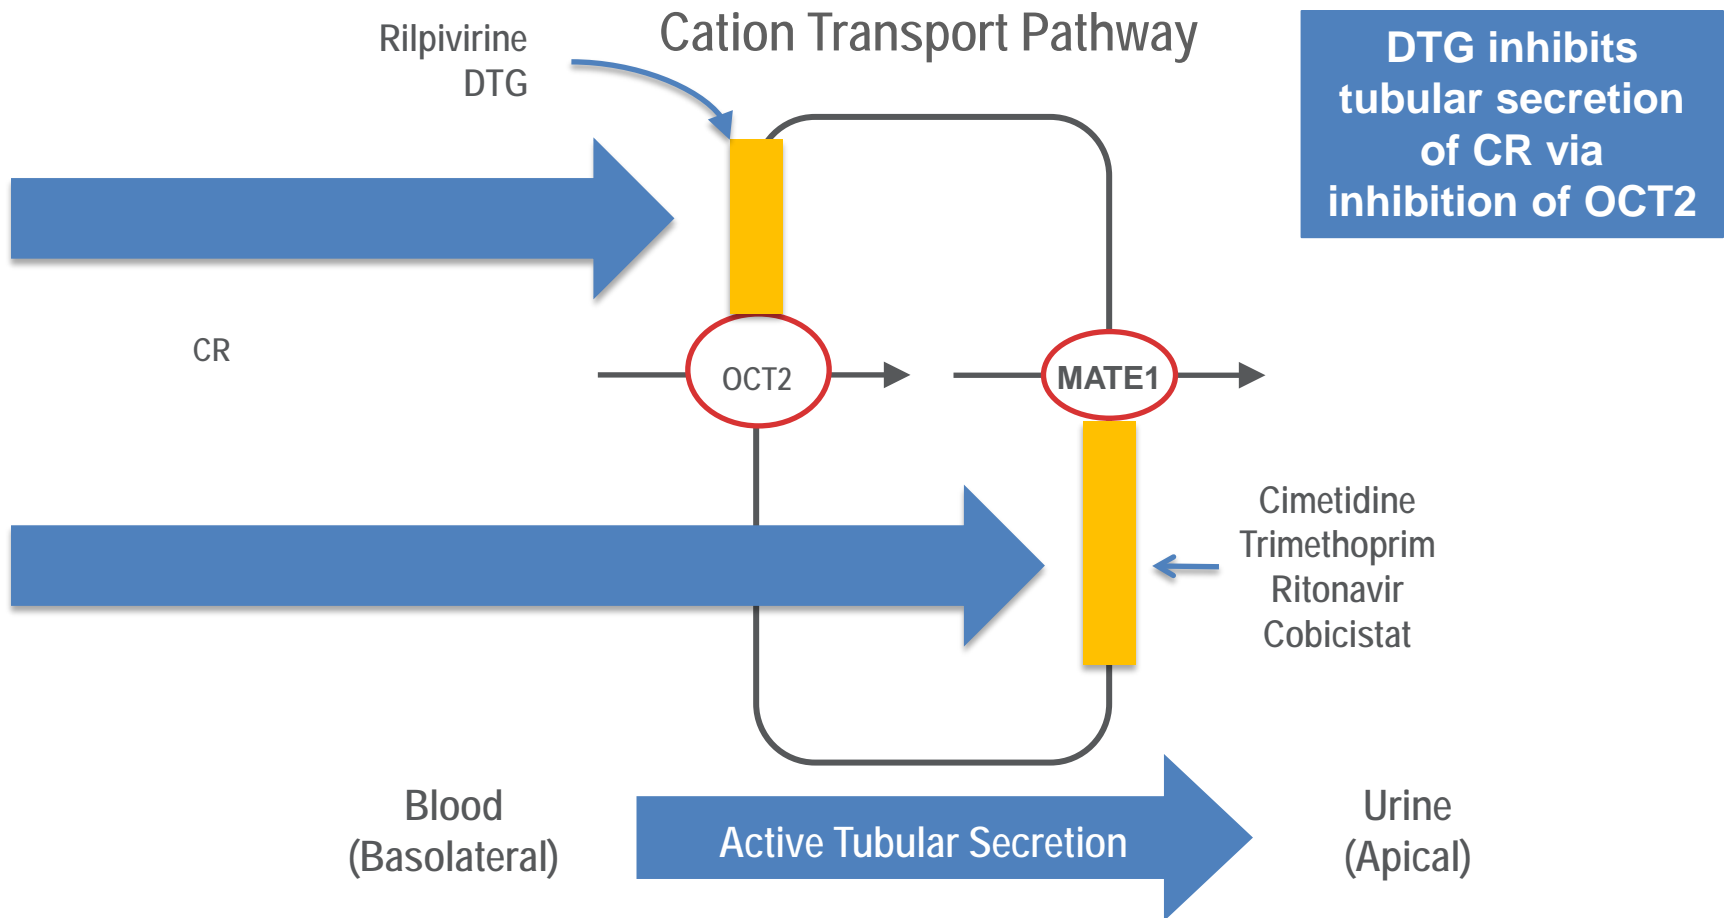 Cation Transport Pathway
Rilpivirine
DTG
DTG inhibits
tubular secretion
of CR via
inhibition of OCT2
CR
OCT2
MATE1
Cimetidine
Trimethoprim
Ritonavir
Cobicistat
Blood
(Basolateral)
Active Tubular Secretion
Urine
(Apical)